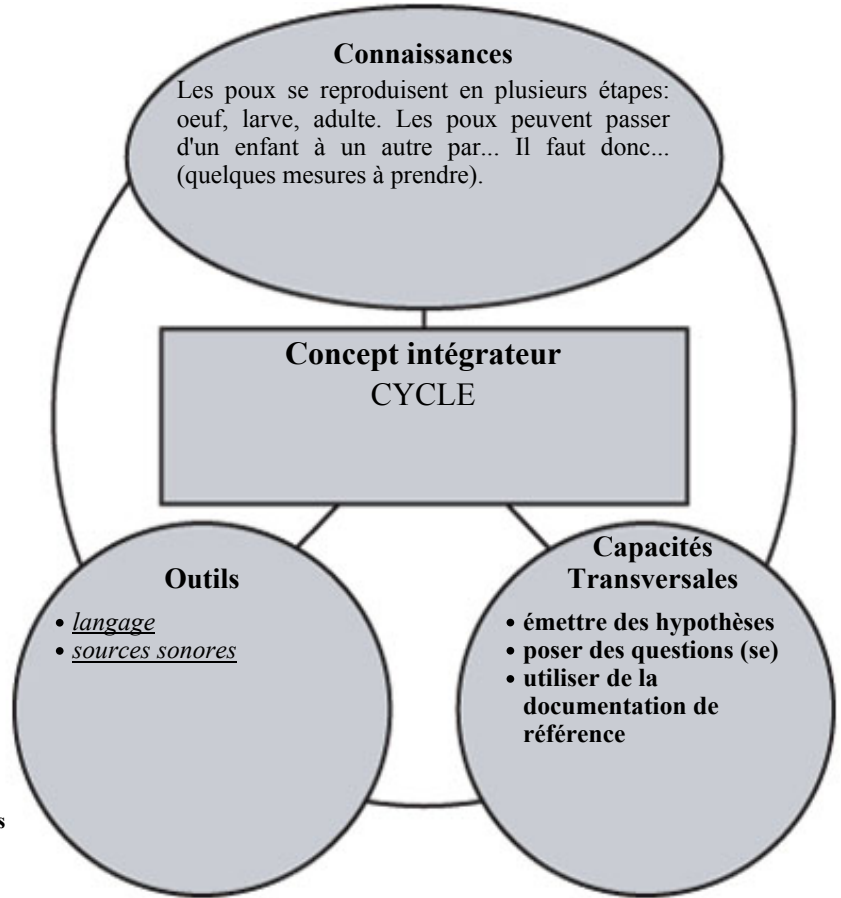 Connaissances
Les poux se reproduisent en plusieurs étapes:
oeuf, larve, adulte. Les poux peuvent passer
d'un enfant à un autre par... Il faut donc...
(quelques mesures à prendre).
Concept intégrateur
CYCLE
Outils
• langage
• sources sonores
Capacités
Transversales
• émettre des hypothèses
• poser des questions (se)
• utiliser de la
documentation de
référence
s